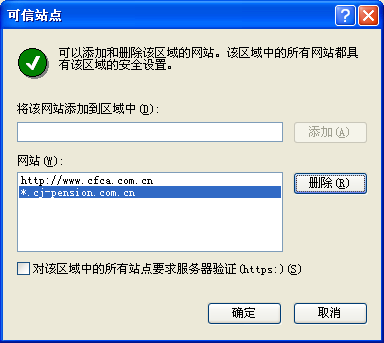 可信站点
可以添加和删除该区域的网站。该区域中的所有网站都具
有该区域的安全设置。
将该网站添加到区域中(D):
添加(A)
网站(W):
http://www.cfca.com.cn
*.cj-pension.com.cn
删除(R)
对该区域中的所有站点要求服务器验证(https:)(S)
确定
取消